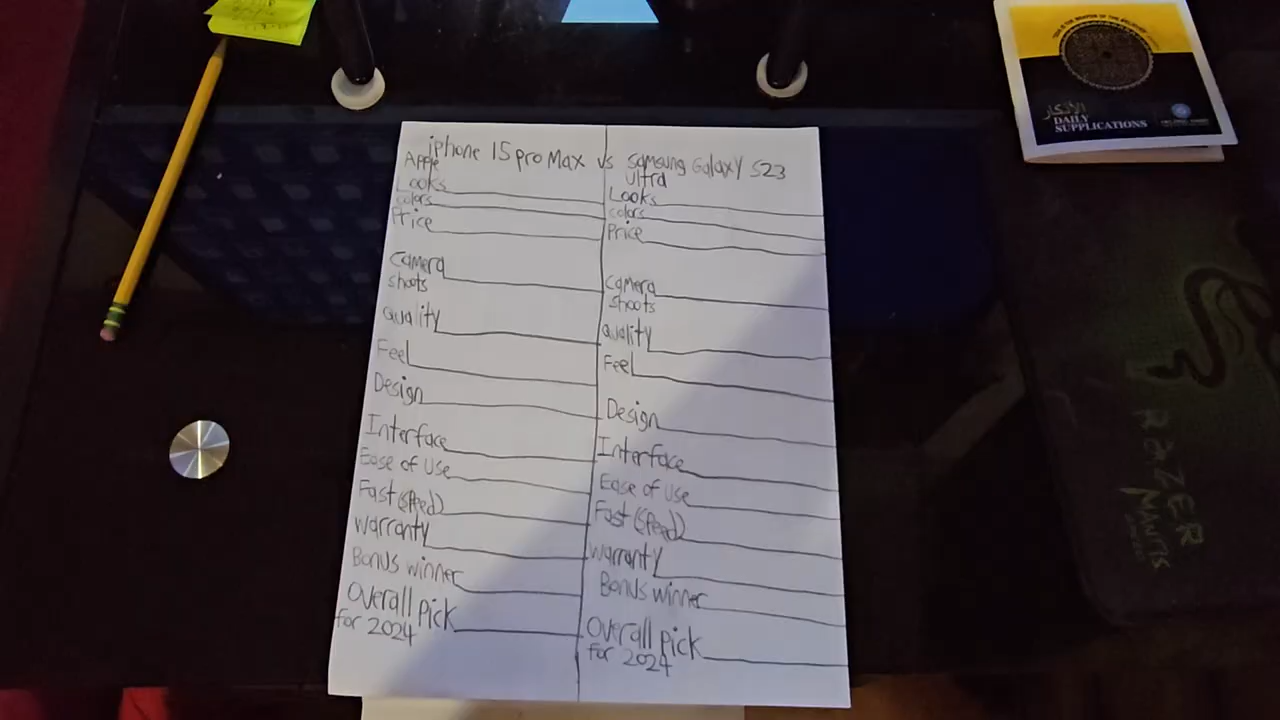 iphone 15 pro Max vs Samsung Galaxy S23
Apple
Ultra
Looks
colors
Price
Camera
shoots
quality
Feel
Design
Interface
Ease of Use
Fast (Speed)
warranty
Bonus winner
Overall pick
for 2024
Looks
colors
Price
Camera
shoots
quality
Feel
Design
Interface
Ease of Use
Fast (Speed)
warranty
Bonus winner
Overall pick
for 2024
الأذكار
DAILY
SUPPLICATIONS
RAZER
MANTIS